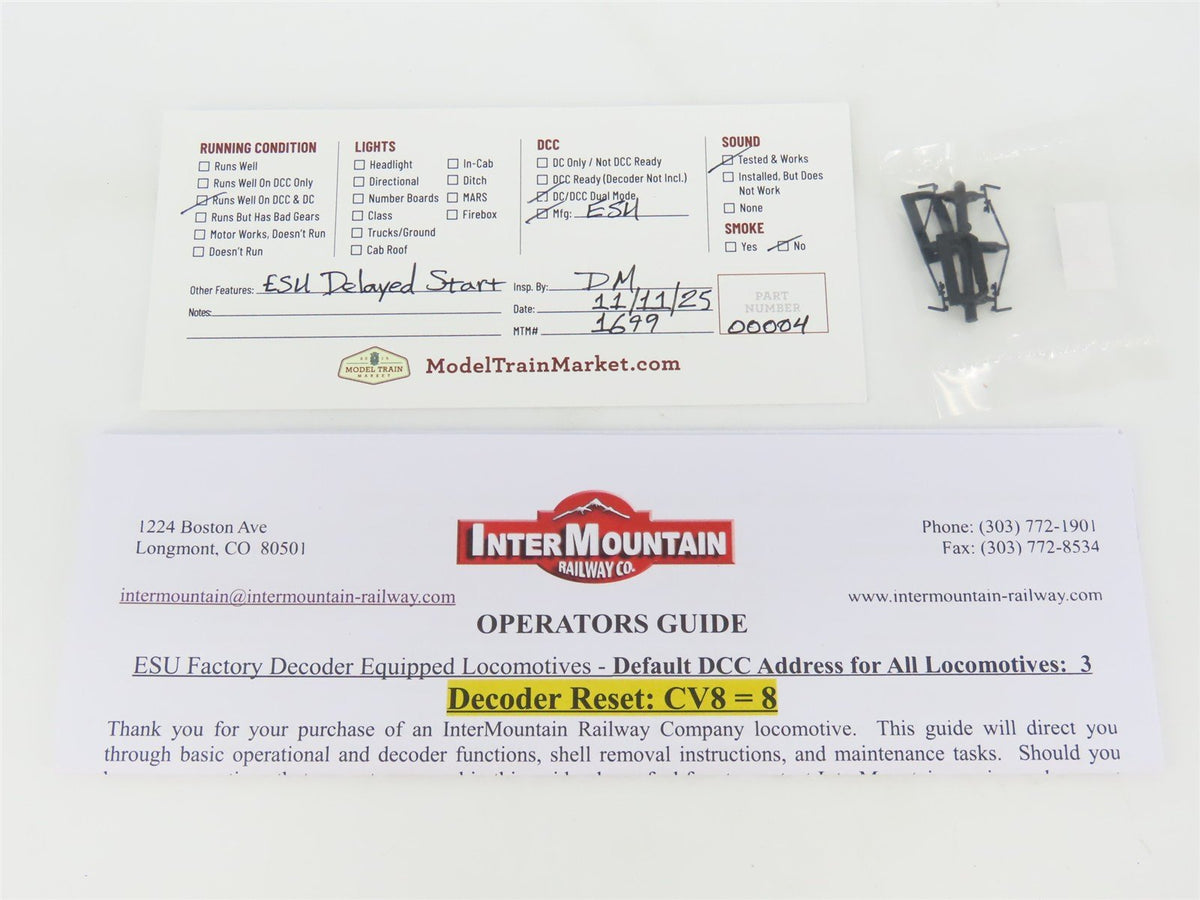 RUNNING CONDITION
Runs Well
Runs Well On DCC Only
Runs Well On DCC & DC
Runs But Has Bad Gears
Motor Works, Doesn't Run
Doesn't Run
LIGHTS
Headlight
Directional
Number Boards
Class
Trucks/Ground
Cab Roof
In-Cab
Ditch
MARS
Firebox
DCC
DC Only / Not DCC Ready
DCC Ready (Decoder Not Incl.)
DC/DCC Dual Mode
Mfg: ESU
SOUND
Tested & Works
Installed, But Does
Not Work
None
SMOKE
Yes No
Other Features: ESU Delayed Start
Notes:
Insp. By: DM
Date: 11/11/25
MTM# 1699
PART
NUMBER
00004
MODEL TRAIN
MARKET
ModelTrainMarket.com
1224 Boston Ave
Longmont, CO 80501
intermountain@intermountain-railway.com
INTERMOUNTAIN
RAILWAY CO.
Phone: (303) 772-1901
Fax: (303) 772-8534
www.intermountain-railway.com
OPERATORS GUIDE
ESU Factory Decoder Equipped Locomotives - Default DCC Address for All Locomotives: 3
Decoder Reset: CV8 = 8
Thank you for your purchase of an InterMountain Railway Company locomotive. This guide will direct you
through basic operational and decoder functions, shell removal instructions, and maintenance tasks. Should you